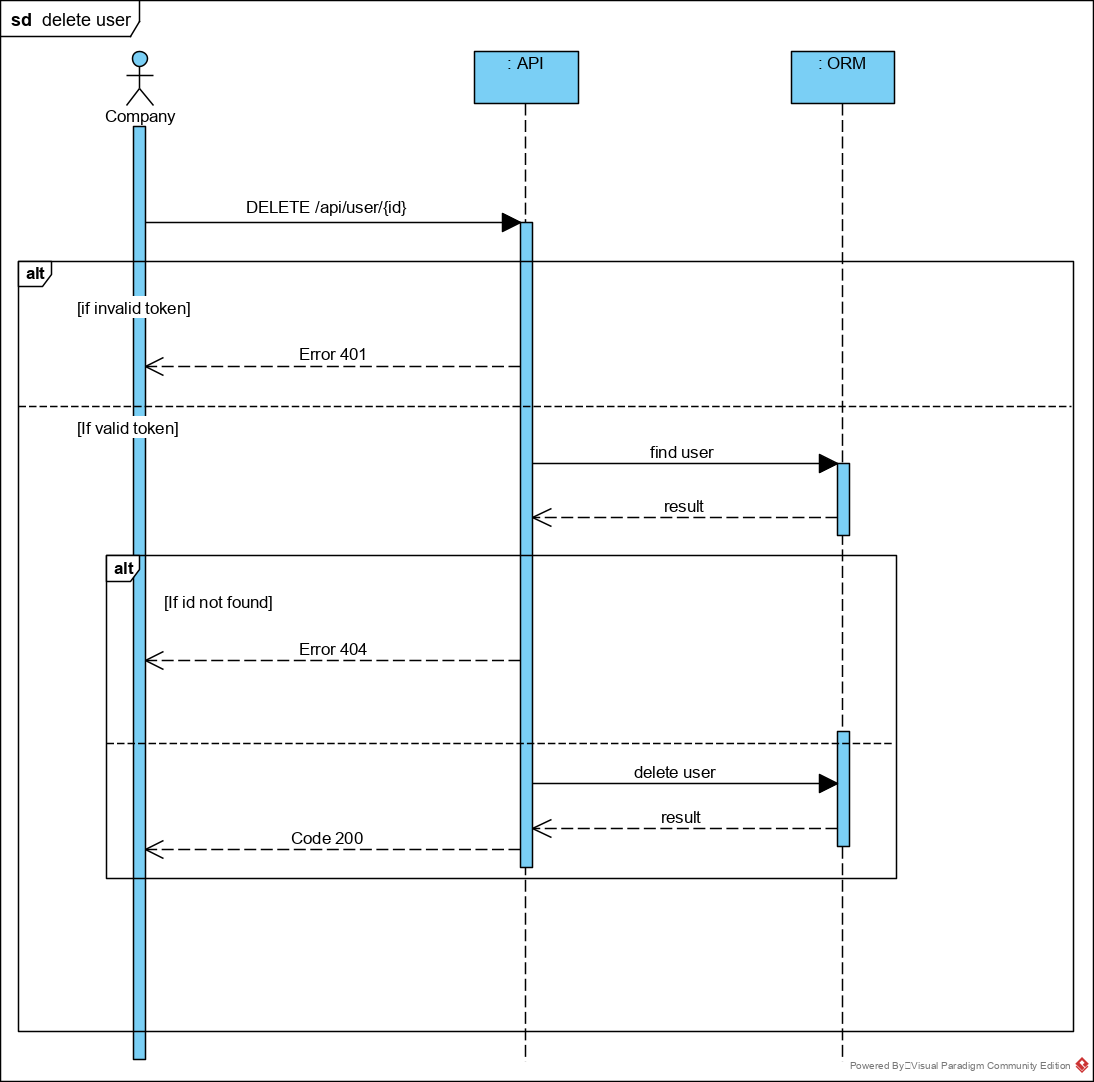 sd delete user
: API
: ORM
Company
DELETE /api/user/{id}
alt
[if invalid token]
Error 401
[If valid token]
find user
result
alt
[If id not found]
Error 404
delete user
result
Code 200
Powered By Visual Paradigm Community Edition